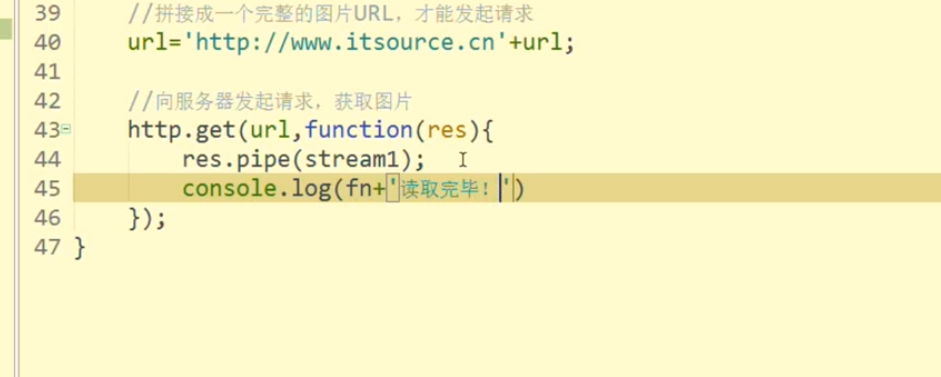 39 //拼接成一个完整的图片URL，才能发起请求
40 url='http://www.itsource.cn'+url;
41
42 //向服务器发起请求，获取图片
43 http.get(url,function(res){
44 res.pipe(stream1);
45 console.log(fn+'读取完毕！')
46 });
47 }